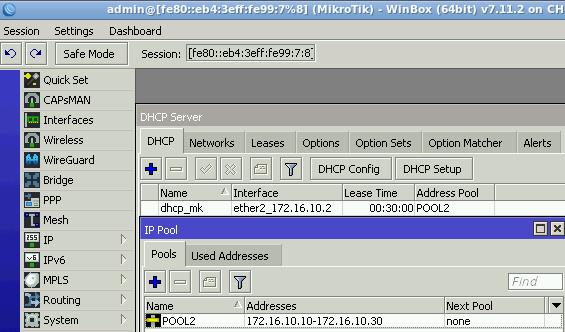 admin@[fe80::eb4:3eff:fe99:7%8] (MikroTik) - WinBox (64bit) v7.11.2 on CH
Session Settings Dashboard
Safe Mode Session: [fe80::eb4:3eff:fe99:7:8]
Quick Set
CAPsMAN
Interfaces
Wireless
WireGuard
Bridge
PPP
Mesh
IP
IPv6
MPLS
Routing
System
DHCP Server
DHCP Networks Leases Options Option Sets Option Matcher Alerts
DHCP Config DHCP Setup
Name Interface Lease Time Address Pool
dhcp_mk ether2_172.16.10.2 00:30:00 POOL2
IP Pool
Pools Used Addresses
Find
Name Addresses Next Pool
POOL2 172.16.10.10-172.16.10.30 none